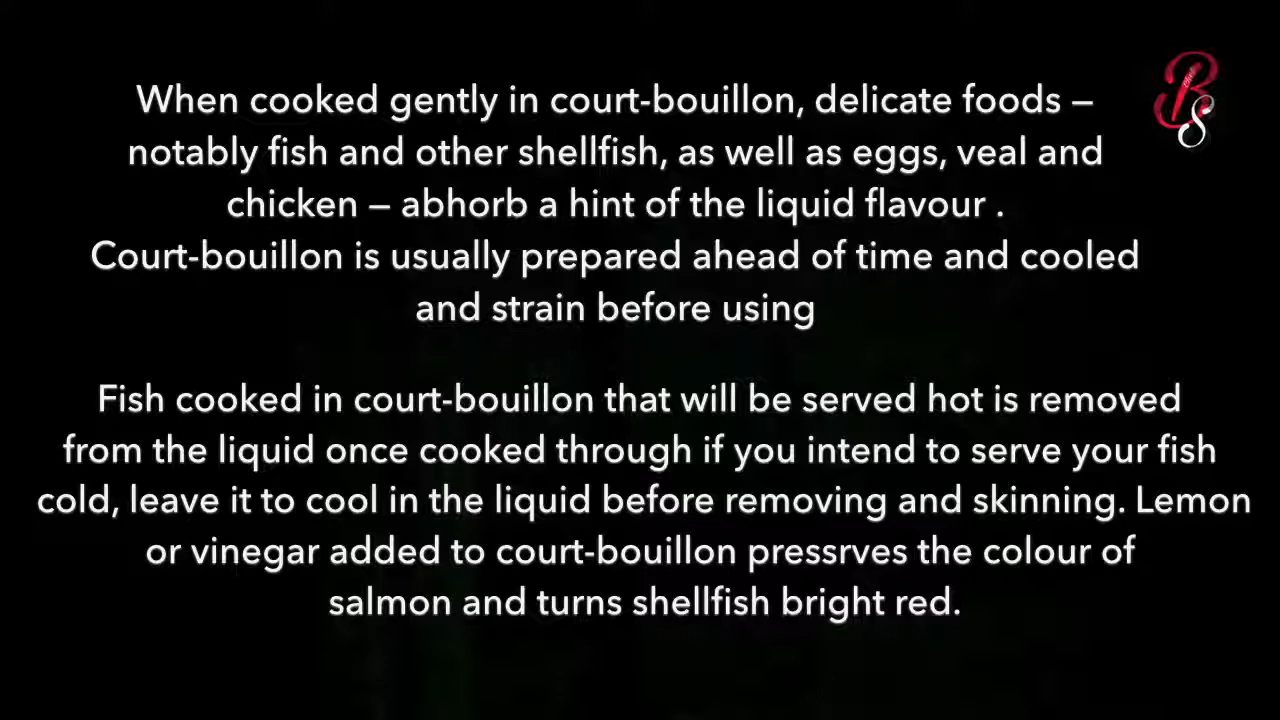 When cooked gently in court-bouillon, delicate foods –
notably fish and other shellfish, as well as eggs, veal and
chicken – abhorb a hint of the liquid flavour .
Court-bouillon is usually prepared ahead of time and cooled
and strain before using
Fish cooked in court-bouillon that will be served hot is removed
from the liquid once cooked through if you intend to serve your fish
cold, leave it to cool in the liquid before removing and skinning. Lemon
or vinegar added to court-bouillon pressrves the colour of
salmon and turns shellfish bright red.
BS